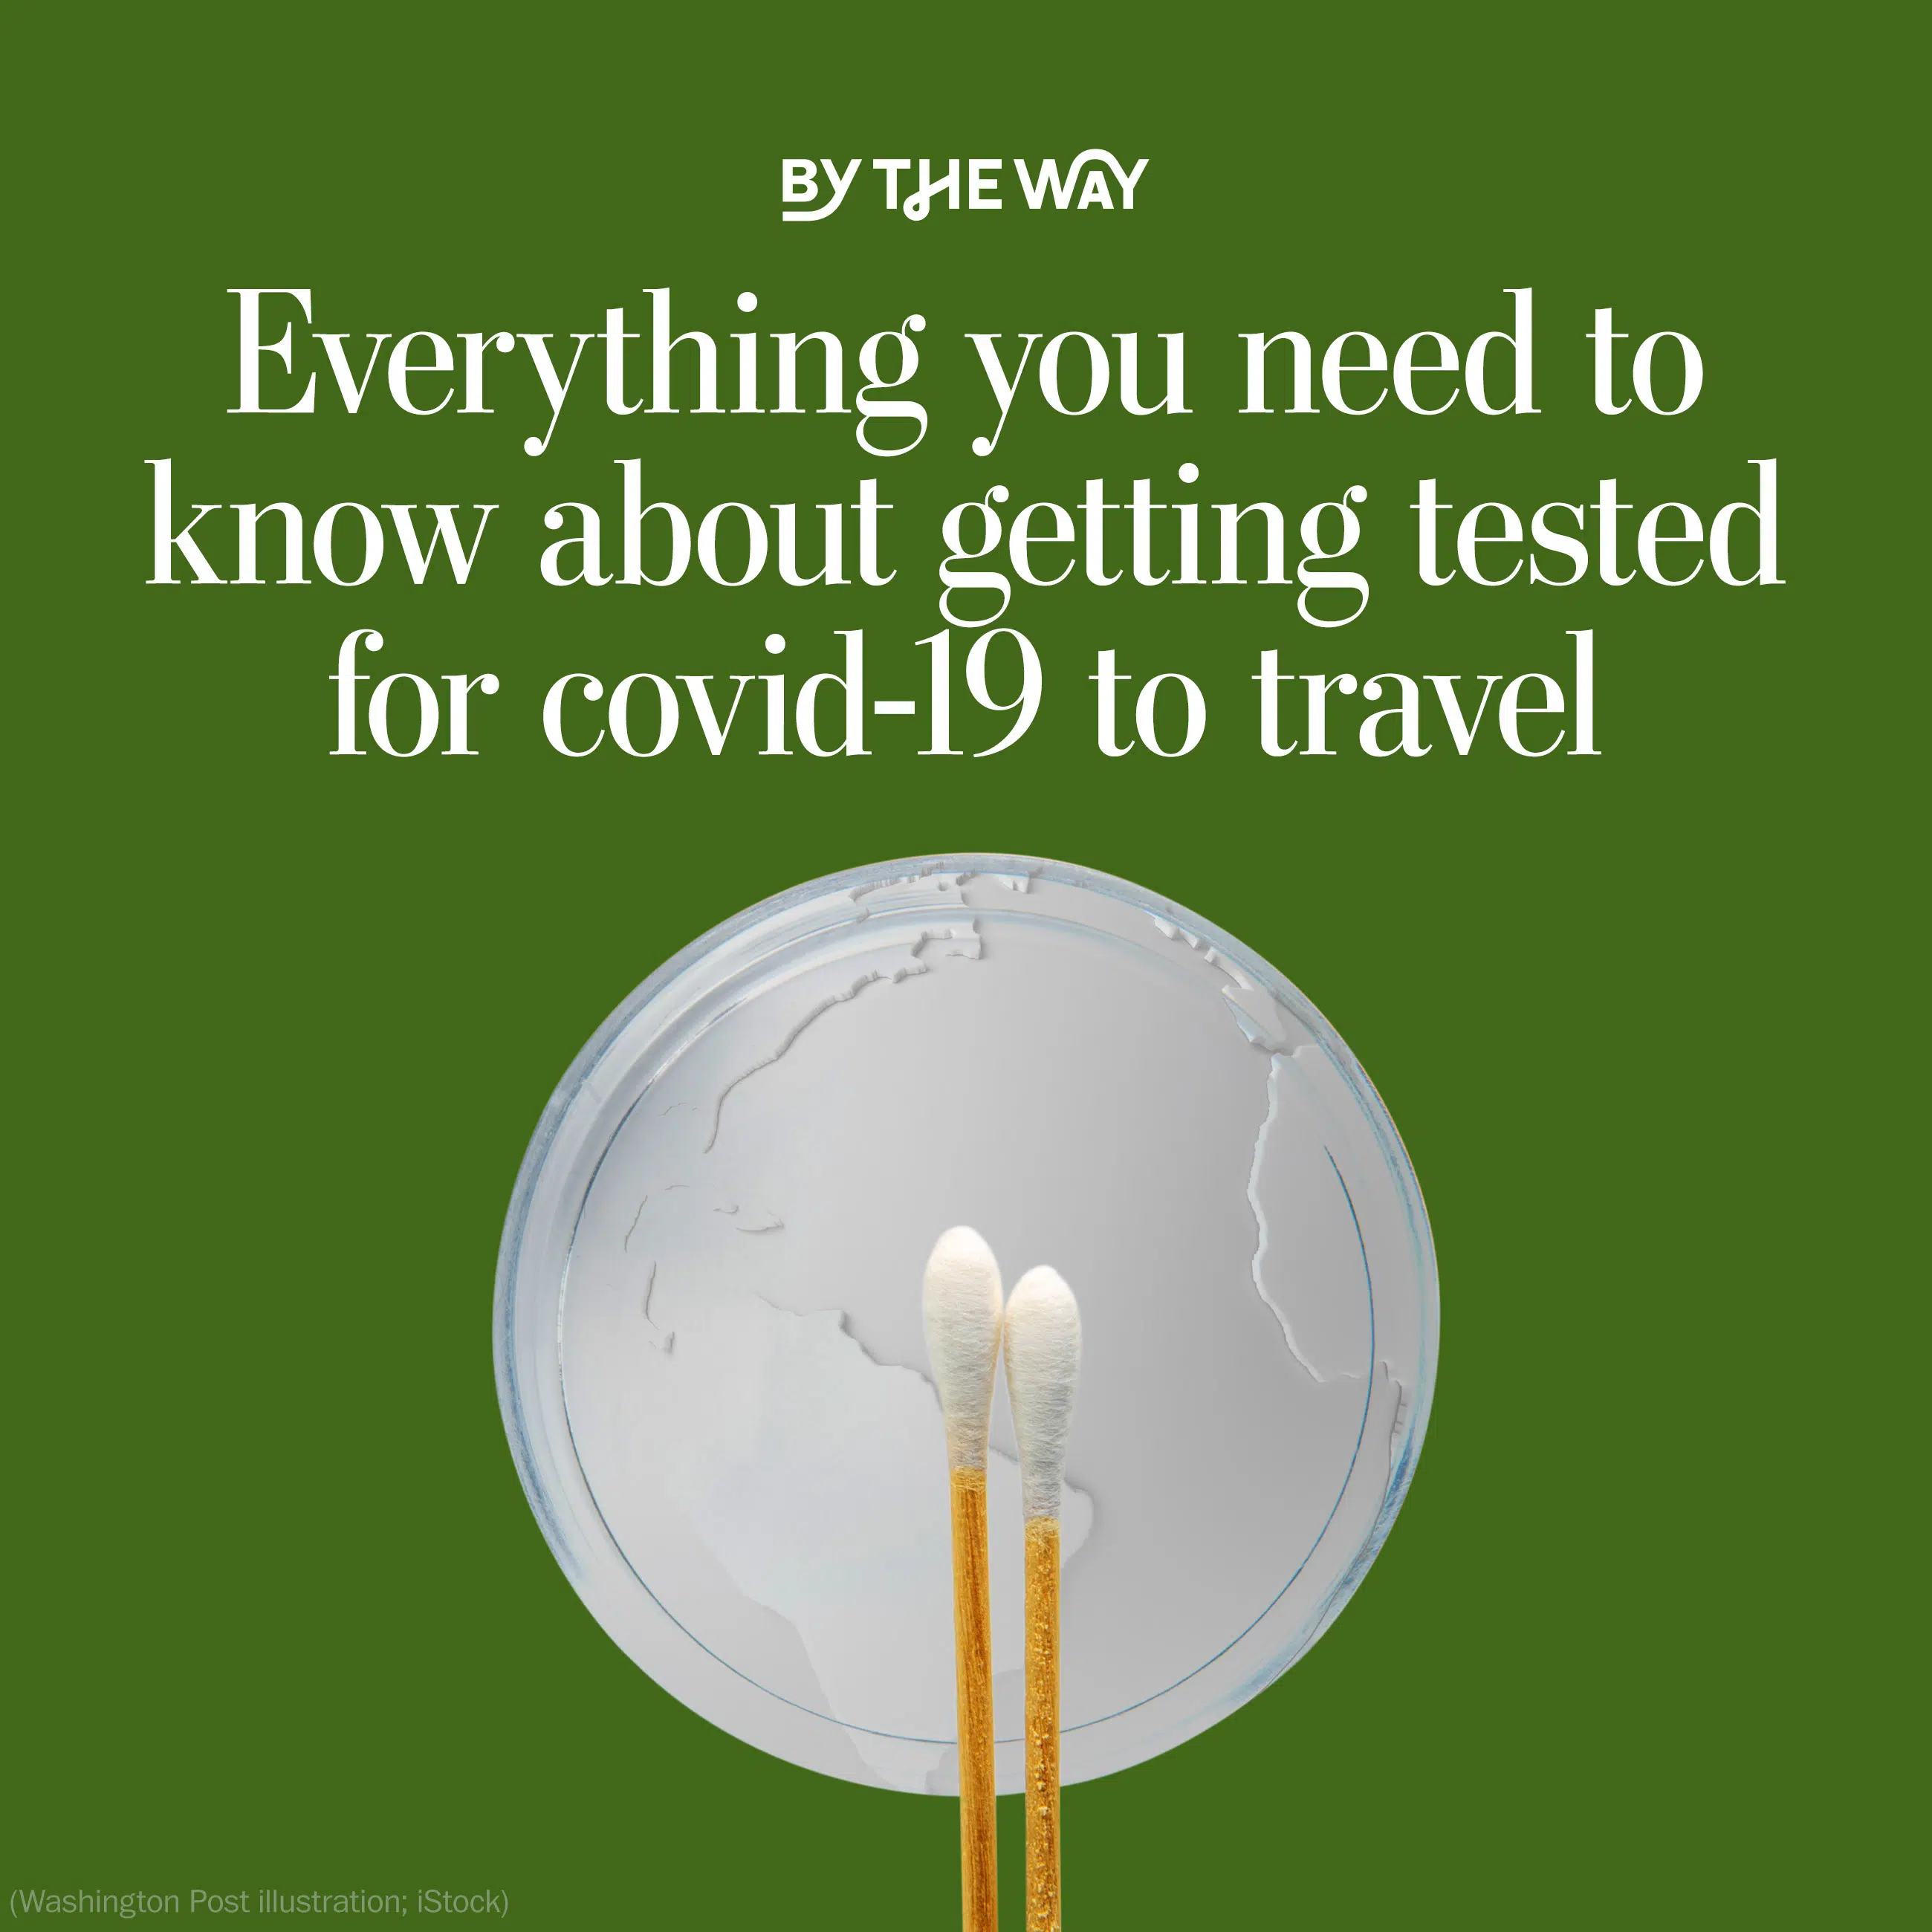 BY THE WAY
Everything you need to
know about getting tested
for covid-19 to travel
(Washington Post illustration; iStock)